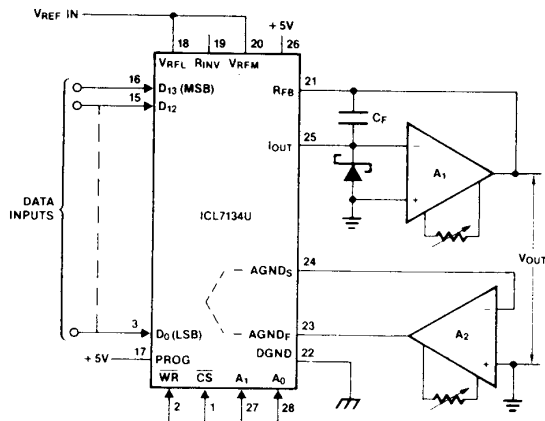 VREF IN
+5V
18 19 20 26
VRFL RINV VRFM
16 D13 (MSB)
15 D12
RFB 21
CF
IOUT 25
−
A1
+
DATA
INPUTS
ICL7134U
VOUT
AGNDS 24
−
A2
+
3 D0 (LSB)
AGNDF 23
+5V 17 PROG
DGND 22
WR CS A1 A0
2 1 27 28